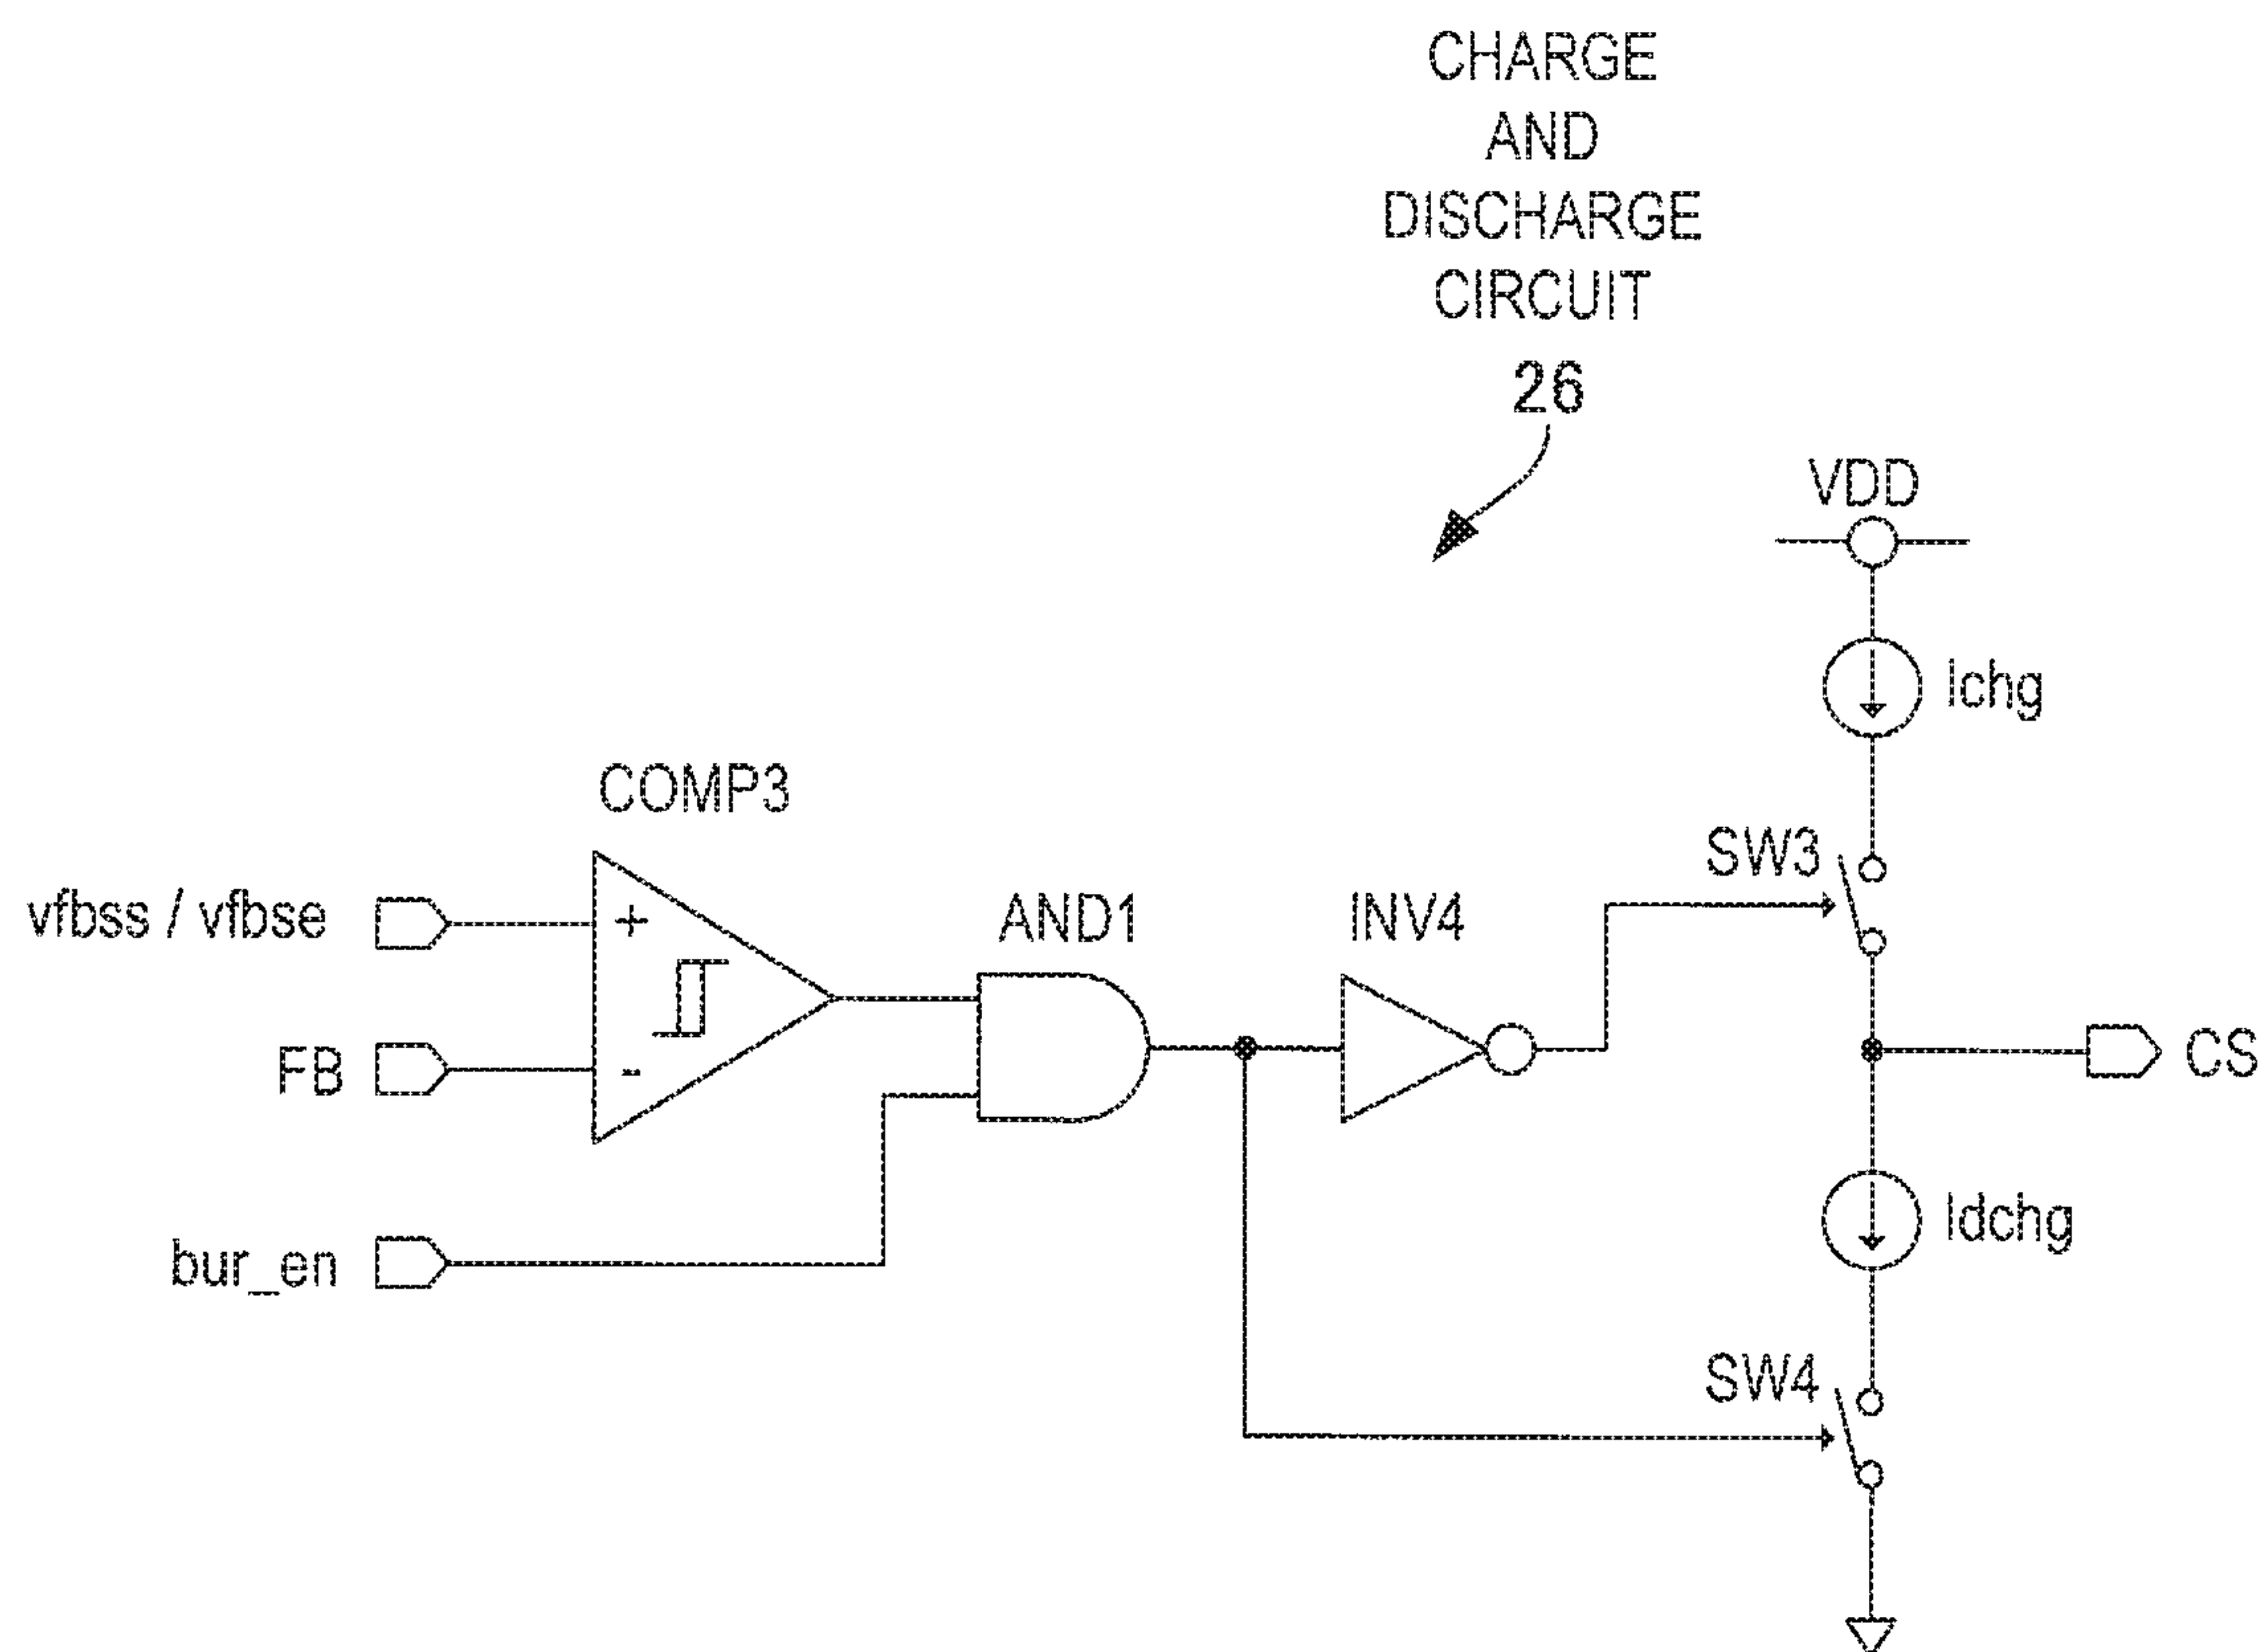 CHARGE
AND
DISCHARGE
CIRCUIT
26
VDD
Ichg
COMP3
SW3
vfbss / vfbse
+
AND1
INV4
FB
-
CS
bur_en
Idchg
SW4